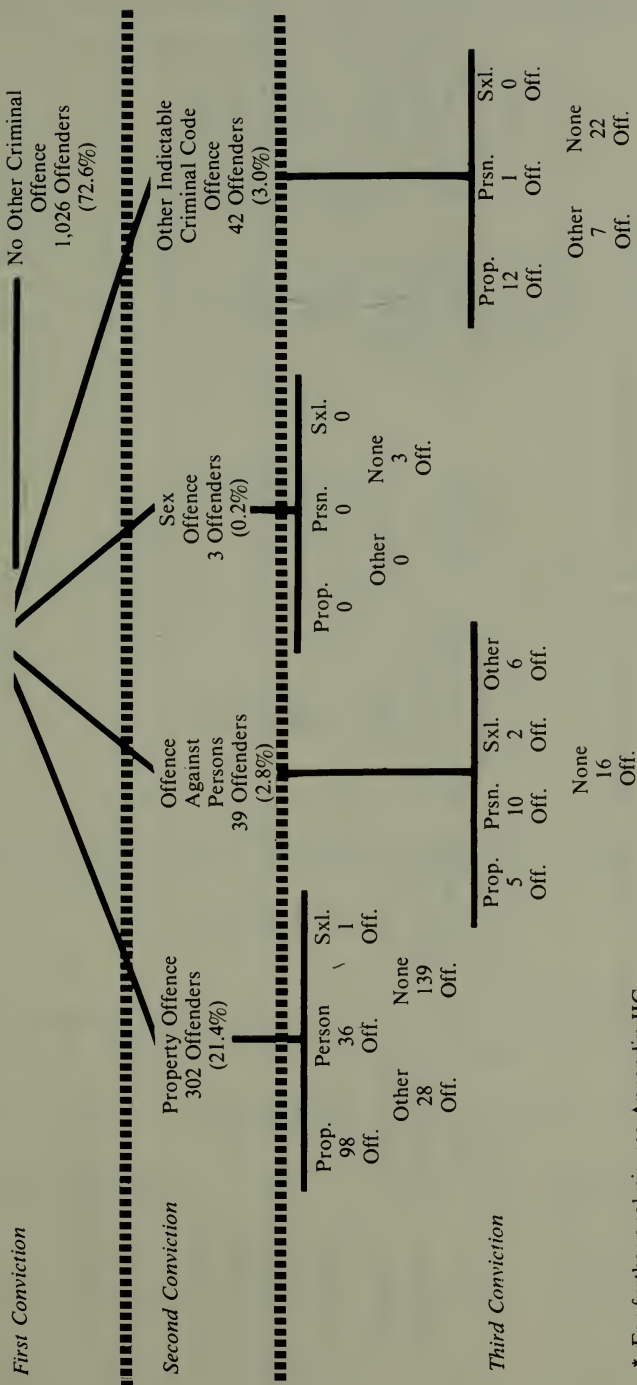 First Conviction
No Other Criminal
Offence
1,026 Offenders
(72.6%)
Second Conviction
Property Offence
302 Offenders
(21.4%)
Offence
Against
Persons
39 Offenders
(2.8%)
Sex
Offence
3 Offenders
(0.2%)
Other Indictable
Criminal Code
Offence
42 Offenders
(3.0%)
Third Conviction
Prop. Person Sxl.
98 36 1
Off. Off. Off.
Other None
28 139
Off. Off.
Prop. Prsn. Sxl. Other
5 10 2 6
Off. Off. Off. Off.
None
16
Off.
Prop. Prsn. Sxl.
0 0 0
Other None
0 3
Off.
Prop. Prsn. Sxl.
12 1 0
Off. Off. Off.
Other None
7 22
Off. Off.